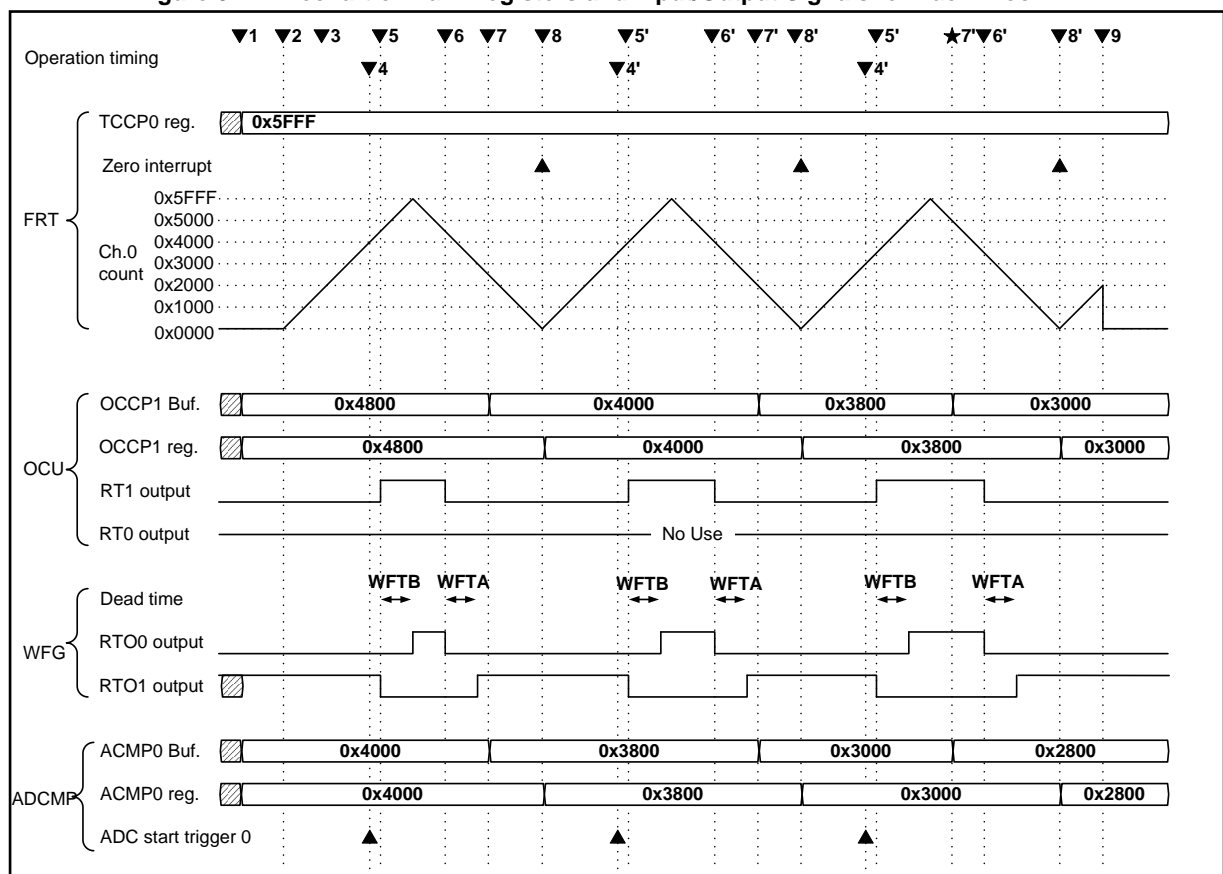 ▼1 ▼2 ▼3 ▼5 ▼6 ▼7 ▼8 ▼5' ▼6' ▼7' ▼8' ▼5' ★7' ▼6' ▼8' ▼9
Operation timing
▼4 ▼4' ▼4'
TCCP0 reg. 0x5FFF
Zero interrupt
FRT
0x5FFF
0x5000
0x4000
Ch.0
count
0x3000
0x2000
0x1000
0x0000
OCCP1 Buf. 0x4800 0x4000 0x3800 0x3000
OCCP1 reg. 0x4800 0x4000 0x3800 0x3000
OCU
RT1 output
RT0 output No Use
WFTB WFTA WFTB WFTA WFTB WFTA
Dead time
RTO0 output
WFG
RTO1 output
ACMP0 Buf. 0x4000 0x3800 0x3000 0x2800
ADCMP
ACMP0 reg. 0x4000 0x3800 0x3000 0x2800
ADC start trigger 0